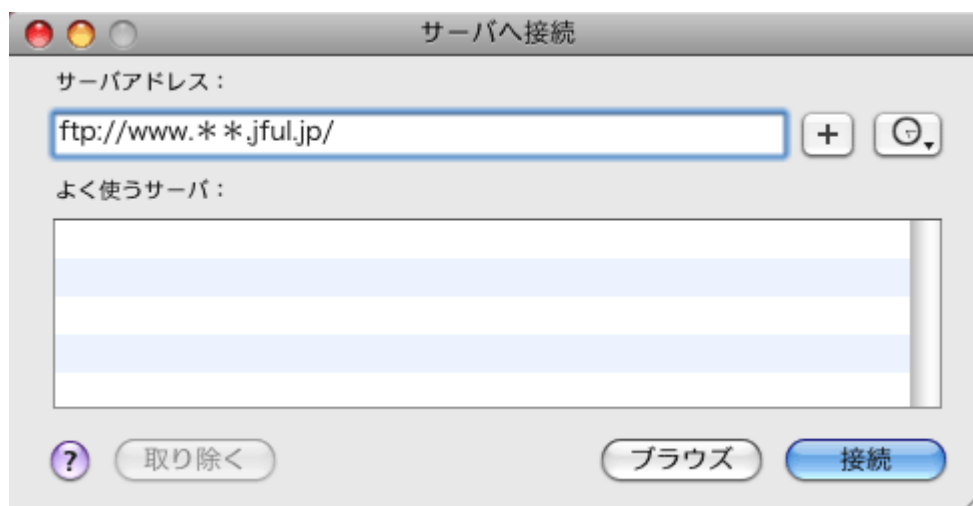 サーバへ接続
サーバアドレス：
ftp://www.＊＊.jful.jp/
よく使うサーバ：
? 取り除く ブラウズ 接続